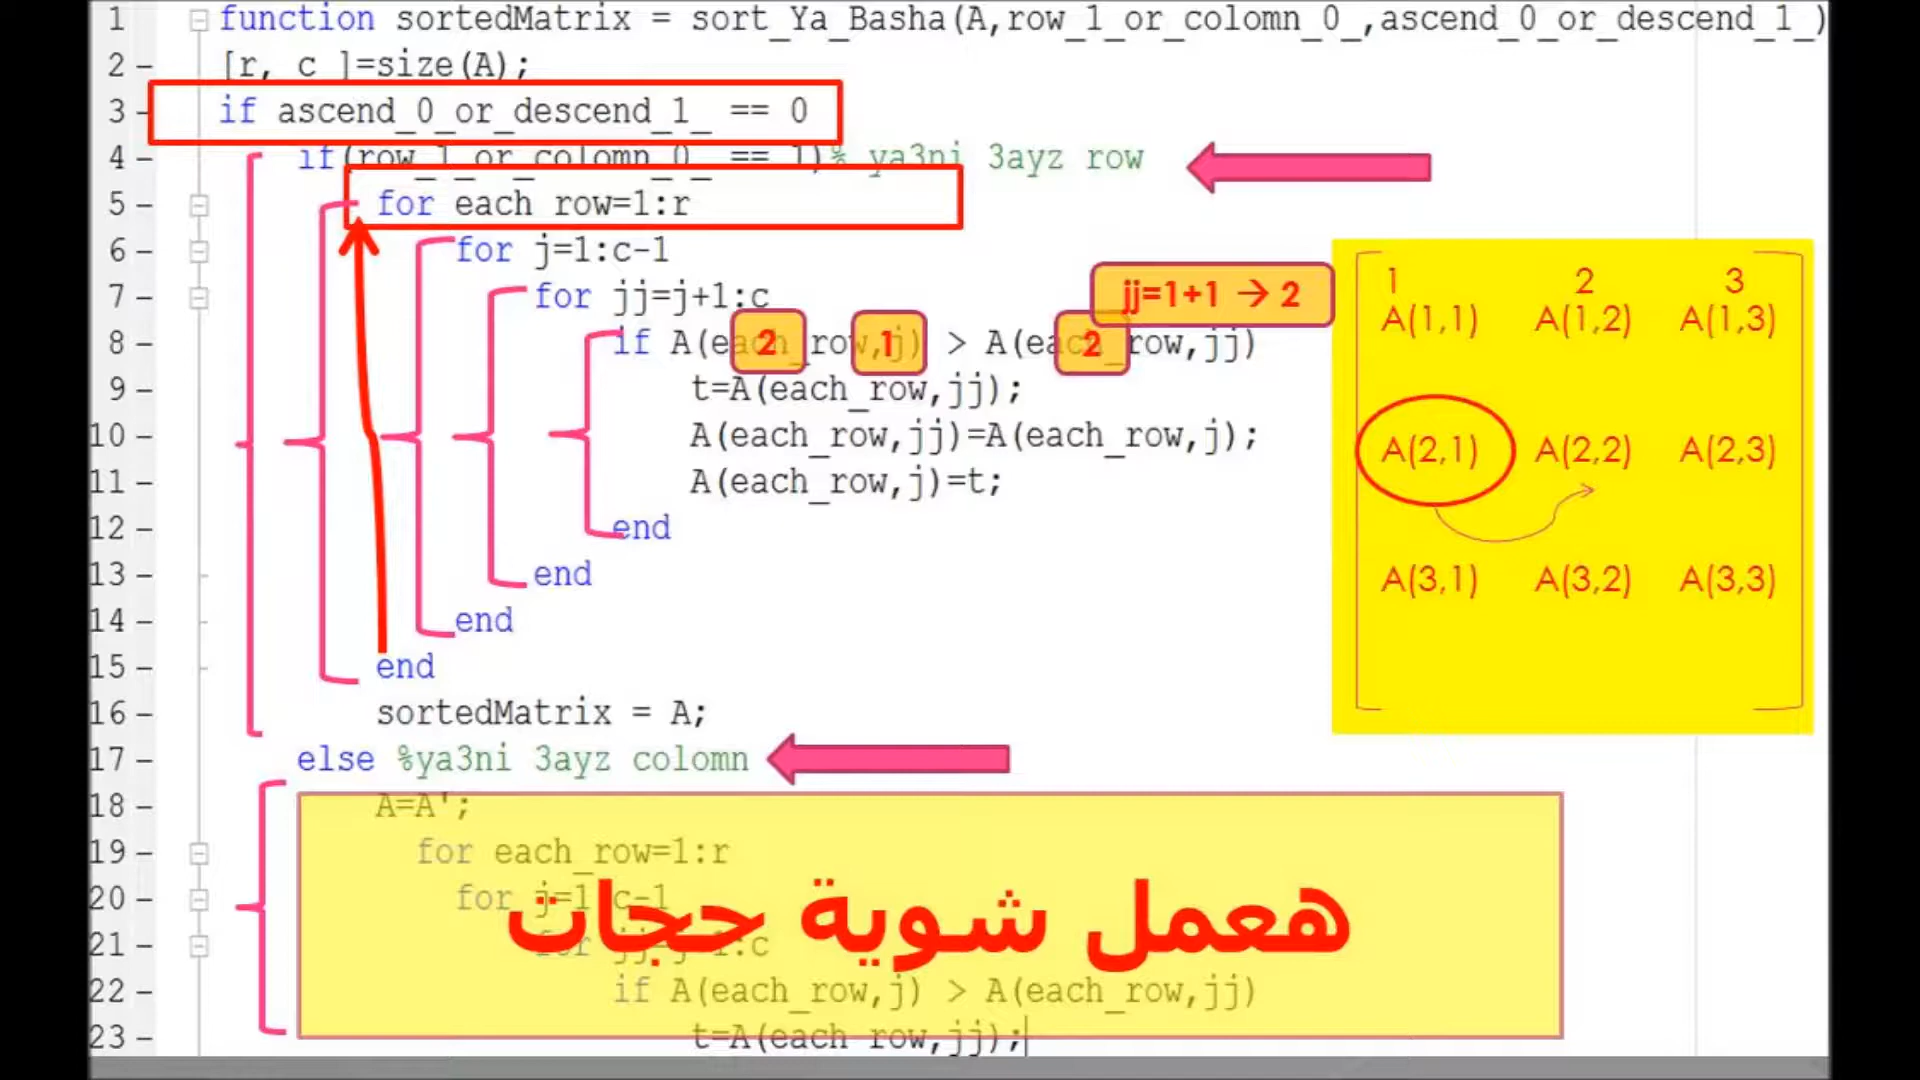 1 function sortedMatrix = sort_Ya_Basha(A,row_1_or_colomn_0_,ascend_0_or_descend_1_)
2 – [r, c ]=size(A);
3 – if ascend_0_or_descend_1_ == 0
4 – if(row_1_or_colomn_0_ == 1)% ya3ni 3ayz row
5 – for each_row=1:r
6 – for j=1:c-1
7 – for jj=j+1:c
jj=1+1 → 2
8 – if A(each_row,j) > A(each_row,jj)
2 1 2
9 – t=A(each_row,jj);
10 – A(each_row,jj)=A(each_row,j);
11 – A(each_row,j)=t;
12 – end
13 – end
14 – end
15 – end
16 – sortedMatrix = A;
17 – else %ya3ni 3ayz colomn
18 – A=A';
19 – for each_row=1:r
20 – for j=1:c-1
21 – for jj=j+1:c
22 – if A(each_row,j) > A(each_row,jj)
23 – t=A(each_row,jj);
هعمل شوية حجات
1 2 3
A(1,1) A(1,2) A(1,3)
A(2,1) A(2,2) A(2,3)
A(3,1) A(3,2) A(3,3)